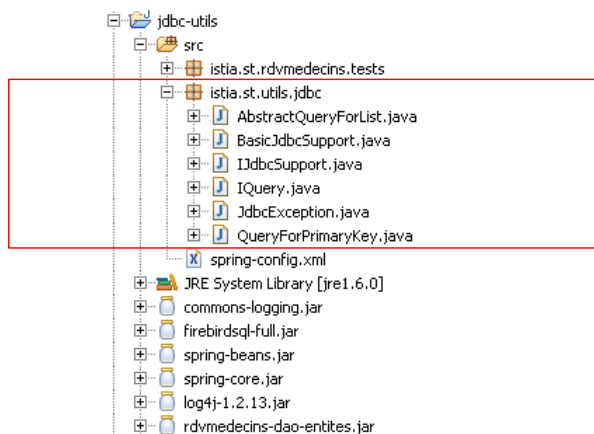 jdbc-utils
src
istia.st.rdvmedecins.tests
istia.st.utils.jdbc
AbstractQueryForList.java
BasicJdbcSupport.java
IJdbcSupport.java
IQuery.java
JdbcException.java
QueryForPrimaryKey.java
spring-config.xml
JRE System Library [jre1.6.0]
commons-logging.jar
firebirdsql-full.jar
spring-beans.jar
spring-core.jar
log4j-1.2.13.jar
rdvmedecins-dao-entites.jar